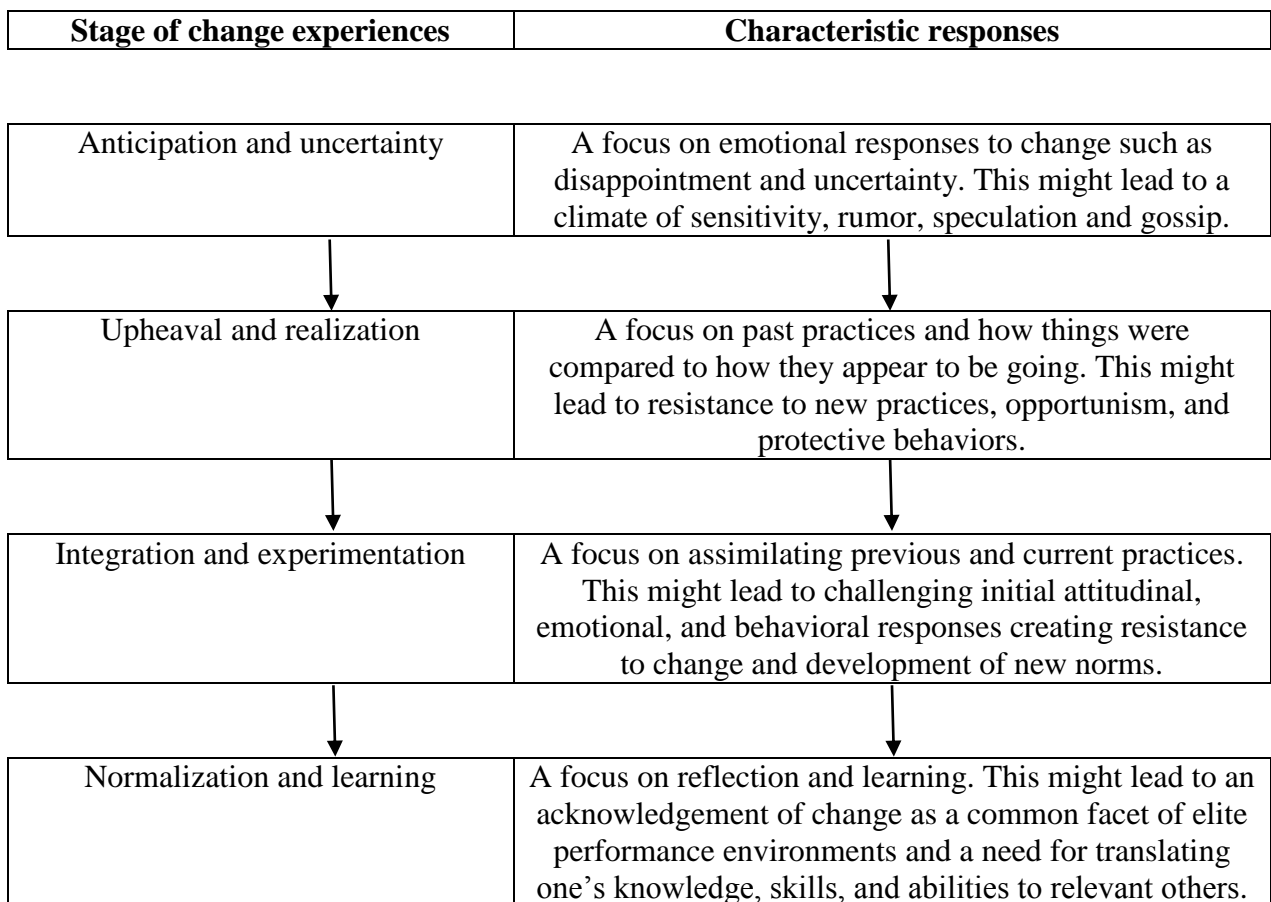 Stage of change experiences
Characteristic responses
Anticipation and uncertainty
A focus on emotional responses to change such as
disappointment and uncertainty. This might lead to a
climate of sensitivity, rumor, speculation and gossip.
Upheaval and realization
A focus on past practices and how things were
compared to how they appear to be going. This might
lead to resistance to new practices, opportunism, and
protective behaviors.
Integration and experimentation
A focus on assimilating previous and current practices.
This might lead to challenging initial attitudinal,
emotional, and behavioral responses creating resistance
to change and development of new norms.
Normalization and learning
A focus on reflection and learning. This might lead to an
acknowledgement of change as a common facet of elite
performance environments and a need for translating
one’s knowledge, skills, and abilities to relevant others.